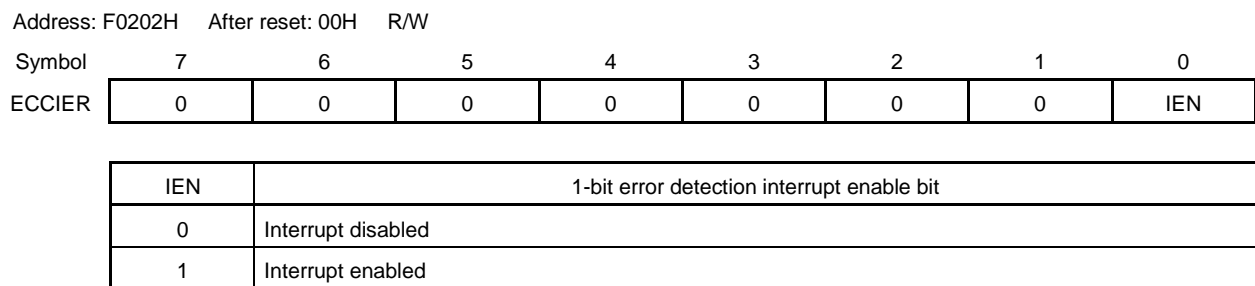 Address: F0202H After reset: 00H R/W
Symbol 7 6 5 4 3 2 1 0
ECCIER 0 0 0 0 0 0 0 IEN
IEN 1-bit error detection interrupt enable bit
0 Interrupt disabled
1 Interrupt enabled